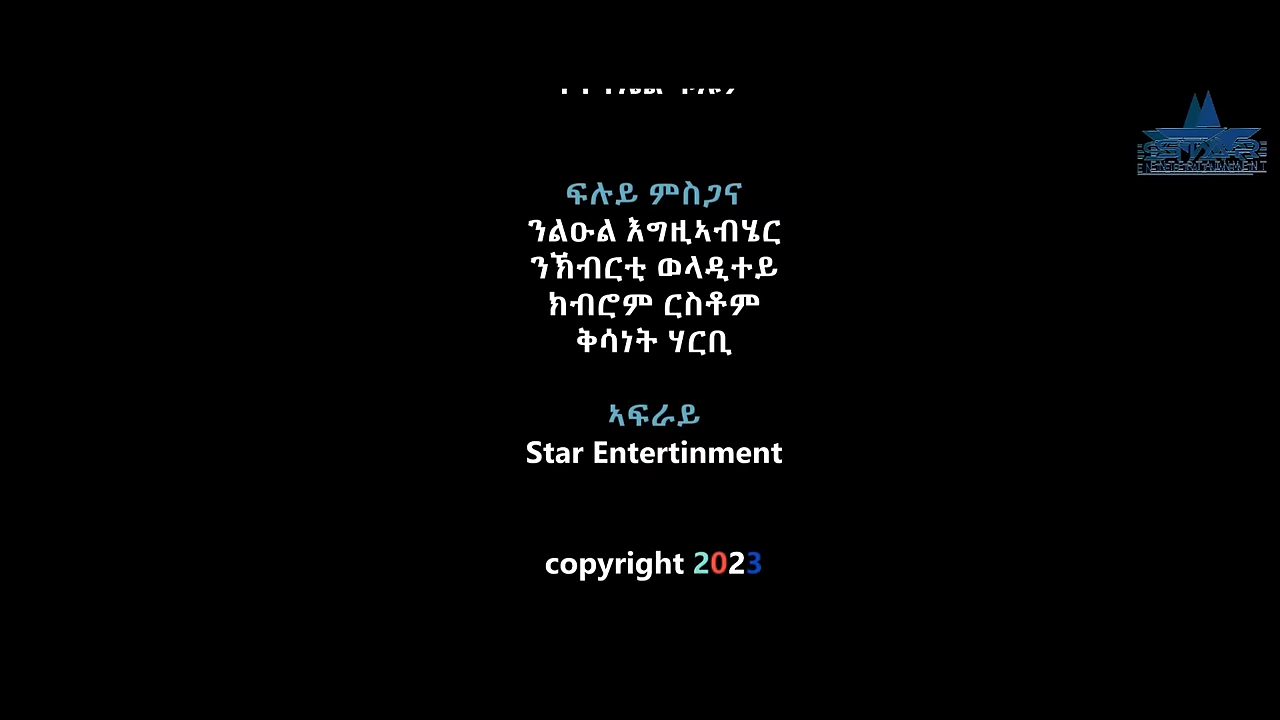 ፍሉይ ምስጋና
ንልዑል እግዚኣብሄር
ንኽብርቲ ወላዲተይ
ክብሮም ርስቶም
ቅሳነት ሃርቢ
ኣፍራይ
Star Entertinment
copyright 2023